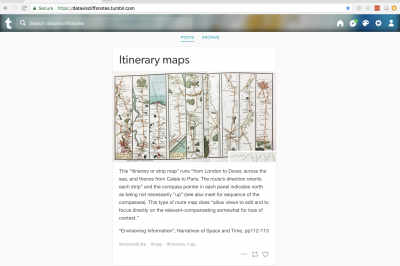 Secure https://dataviscliffsnotes.tumblr.com
t Search dataviscliffsnotes
POSTS ARCHIVE
Itinerary maps
This "itinerary or strip map" runs "from London to Dover, across the
sea, and thence from Calais to Paris. The route's direction orients
each strip" and the compass pointer in each panel indicates north
as being not necessarily "up" (see also inset for sequence of the
compasses). This type of route map does "allow views to edit and to
focus directly on the relevant–compensating somewhat for loss of
context."
"Envisioning Information", Narratives of Space and Time, pp112-113
#map #itinerary map